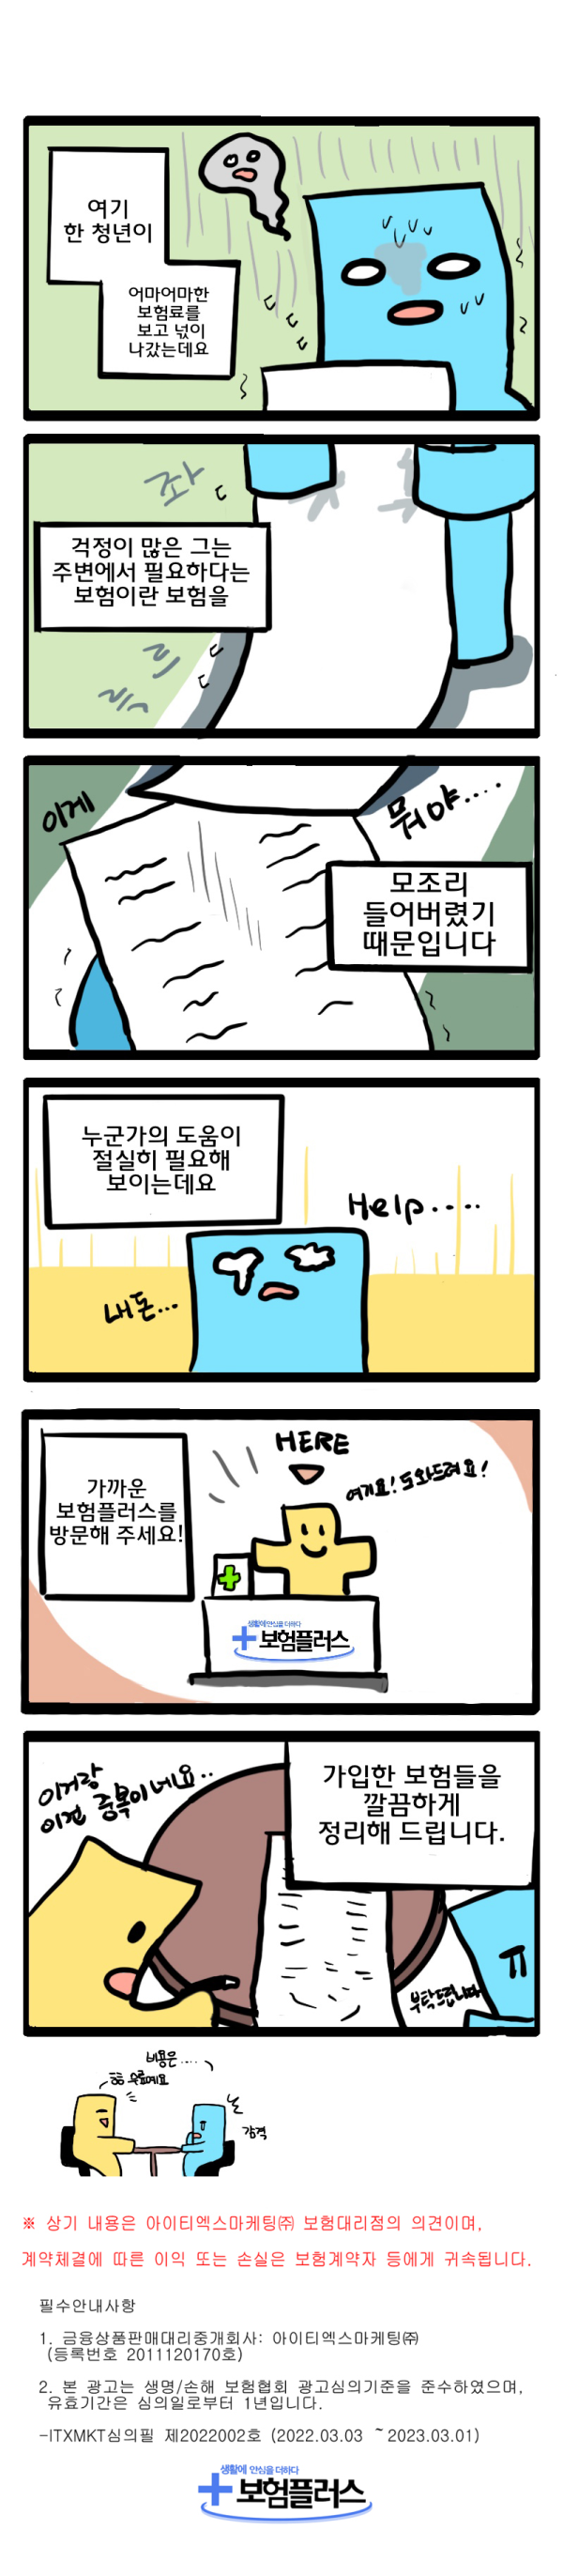 여기
한 청년이
어마어마한
보험료를
보고 넋이
나갔는데요
좌
걱정이 많은 그는
주변에서 필요하다는
보험이란 보험을
르
이게
뭐야....
모조리
들어버렸기
때문입니다
누군가의 도움이
절실히 필요해
보이는데요
Help.....
내돈...
HERE
여기요! 도와드려요!
가까운
보험플러스를
방문해 주세요!
생활에 안심을 더하다
보험플러스
이거랑
이건 중복이네요..
가입한 보험들을
깔끔하게
정리해 드립니다.
부탁드립니다
비용은....
무료예요
감격
※ 상기 내용은 아이티엑스마케팅㈜ 보험대리점의 의견이며,
계약체결에 따른 이익 또는 손실은 보험계약자 등에게 귀속됩니다.
필수안내사항
1. 금융상품판매대리중개회사: 아이티엑스마케팅㈜
(등록번호 2011120170호)
2. 본 광고는 생명/손해 보험협회 광고심의기준을 준수하였으며,
유효기간은 심의일로부터 1년입니다.
-ITXMKT심의필 제2022002호 (2022.03.03 ~2023.03.01)
생활에 안심을 더하다
보험플러스